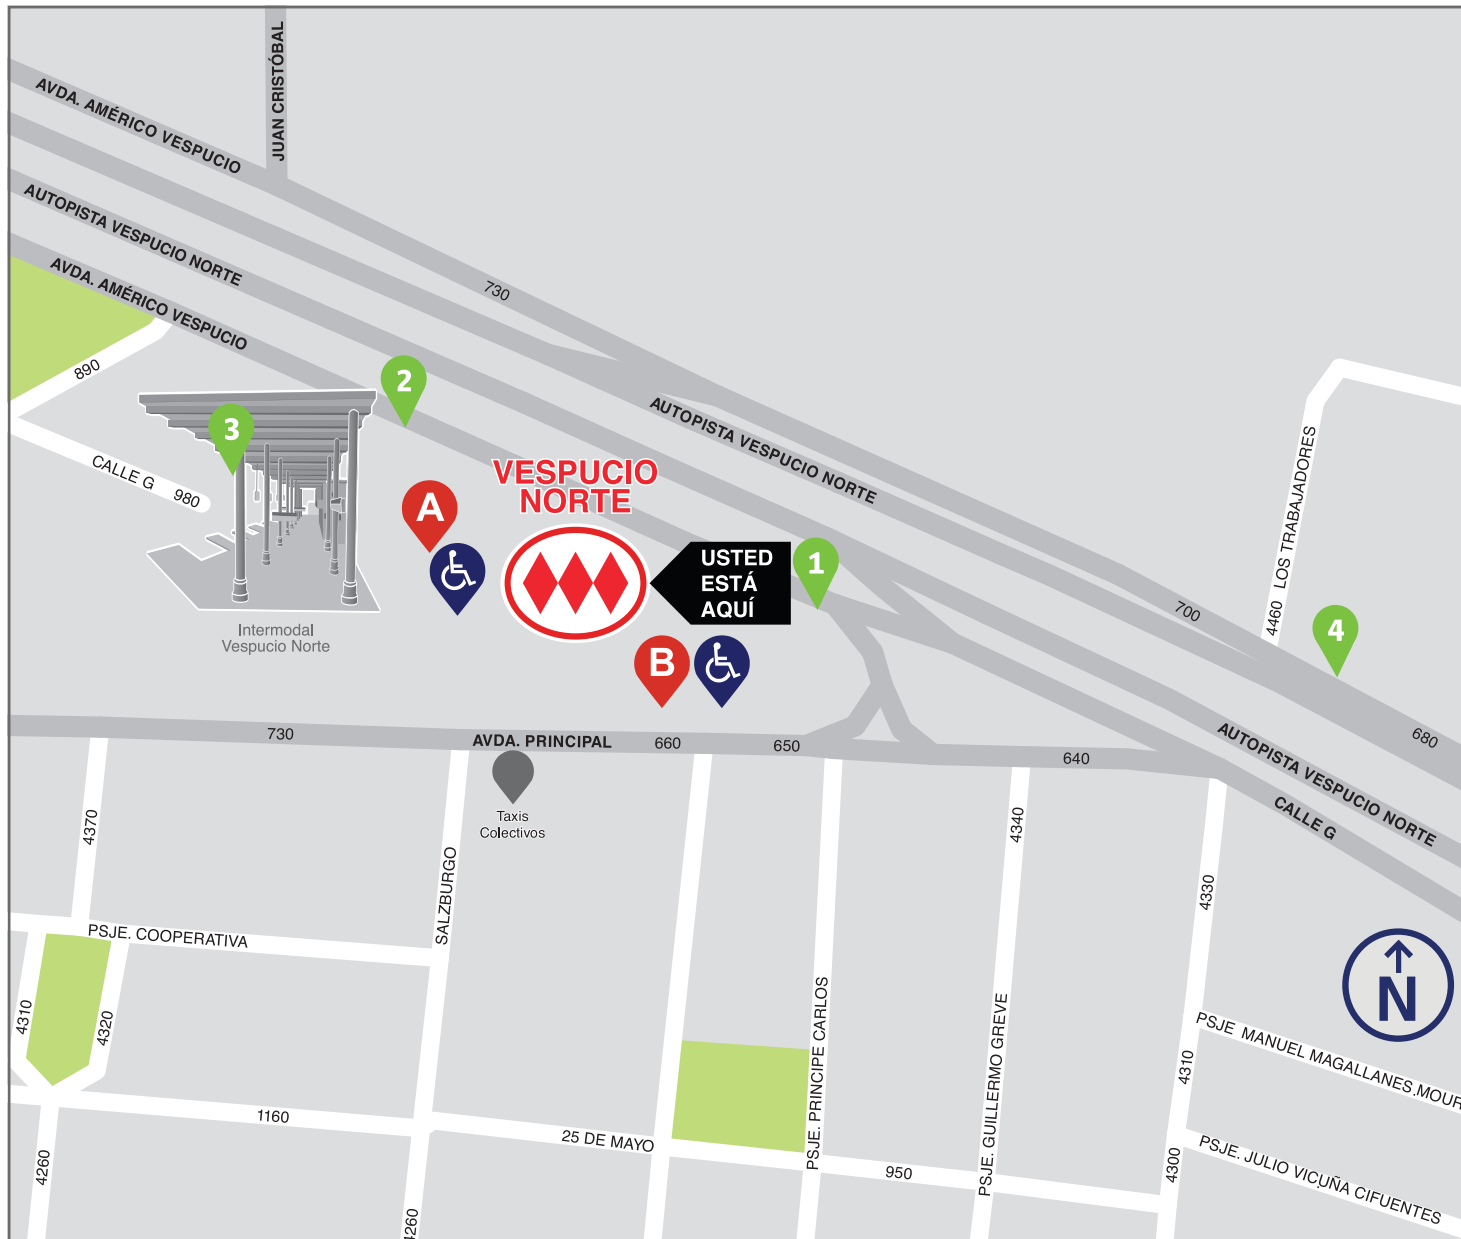 JUAN CRISTÓBAL
AVDA. AMÉRICO VESPUCIO
AUTOPISTA VESPUCIO NORTE
AVDA. AMÉRICO VESPUCIO
730
890
2
3
CALLE G
980
AUTOPISTA VESPUCIO NORTE
VESPUCIO
NORTE
A
USTED
ESTÁ
AQUÍ
1
LOS TRABAJADORES
4460
700
4
Intermodal
Vespucio Norte
B
680
730
AVDA. PRINCIPAL
660
650
640
AUTOPISTA VESPUCIO NORTE
CALLE G
Taxis
Colectivos
4370
4340
4330
SALZBURGO
PSJE. COOPERATIVA
N
4310
4320
PSJE. PRINCIPE CARLOS
PSJE. GUILLERMO GREVE
4310
PSJE MANUEL MAGALLANES.MOUR
1160
25 DE MAYO
950
4300
PSJE. JULIO VICUÑA CIFUENTES
4260
4260